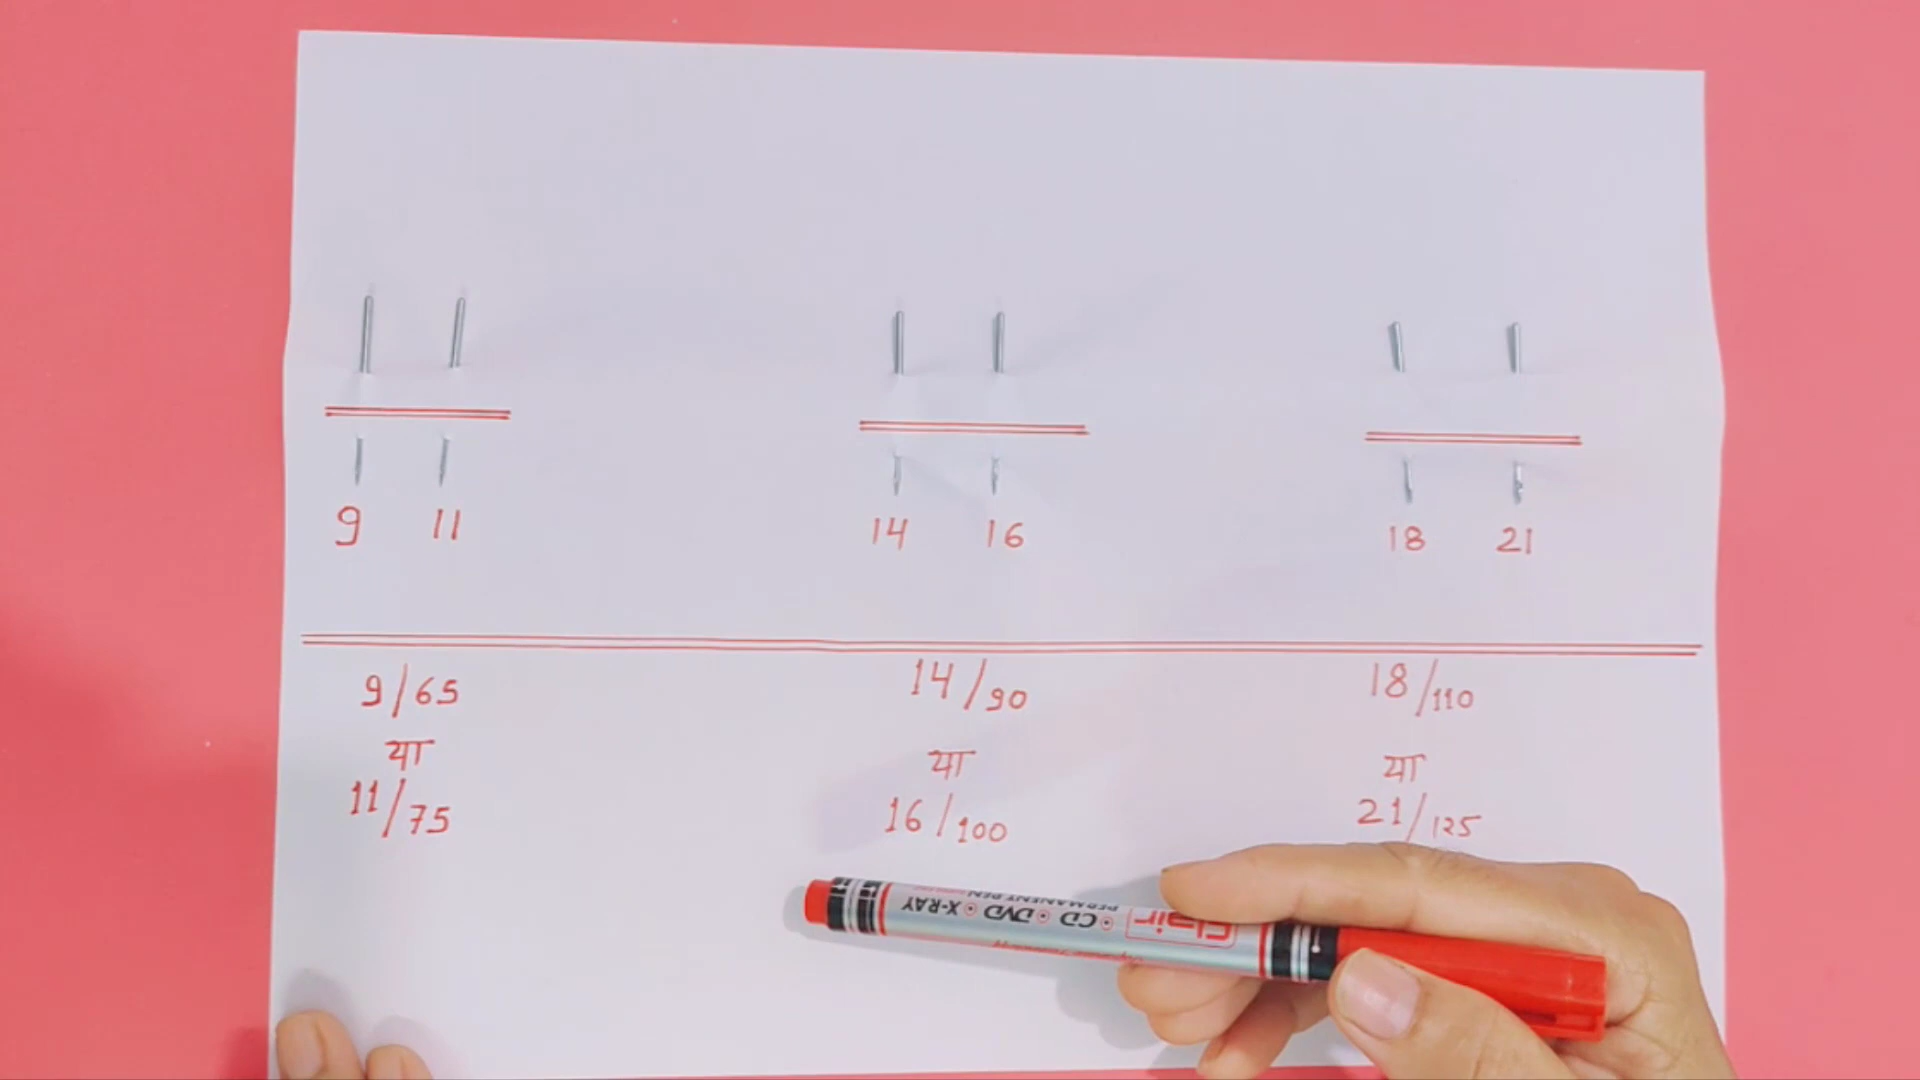 9 11 14 16 18 21
9/65 14/90 18/110
या या या
11/75 16/100 21/125
Flair CD DVD X-RAY
PERMANENT PEN